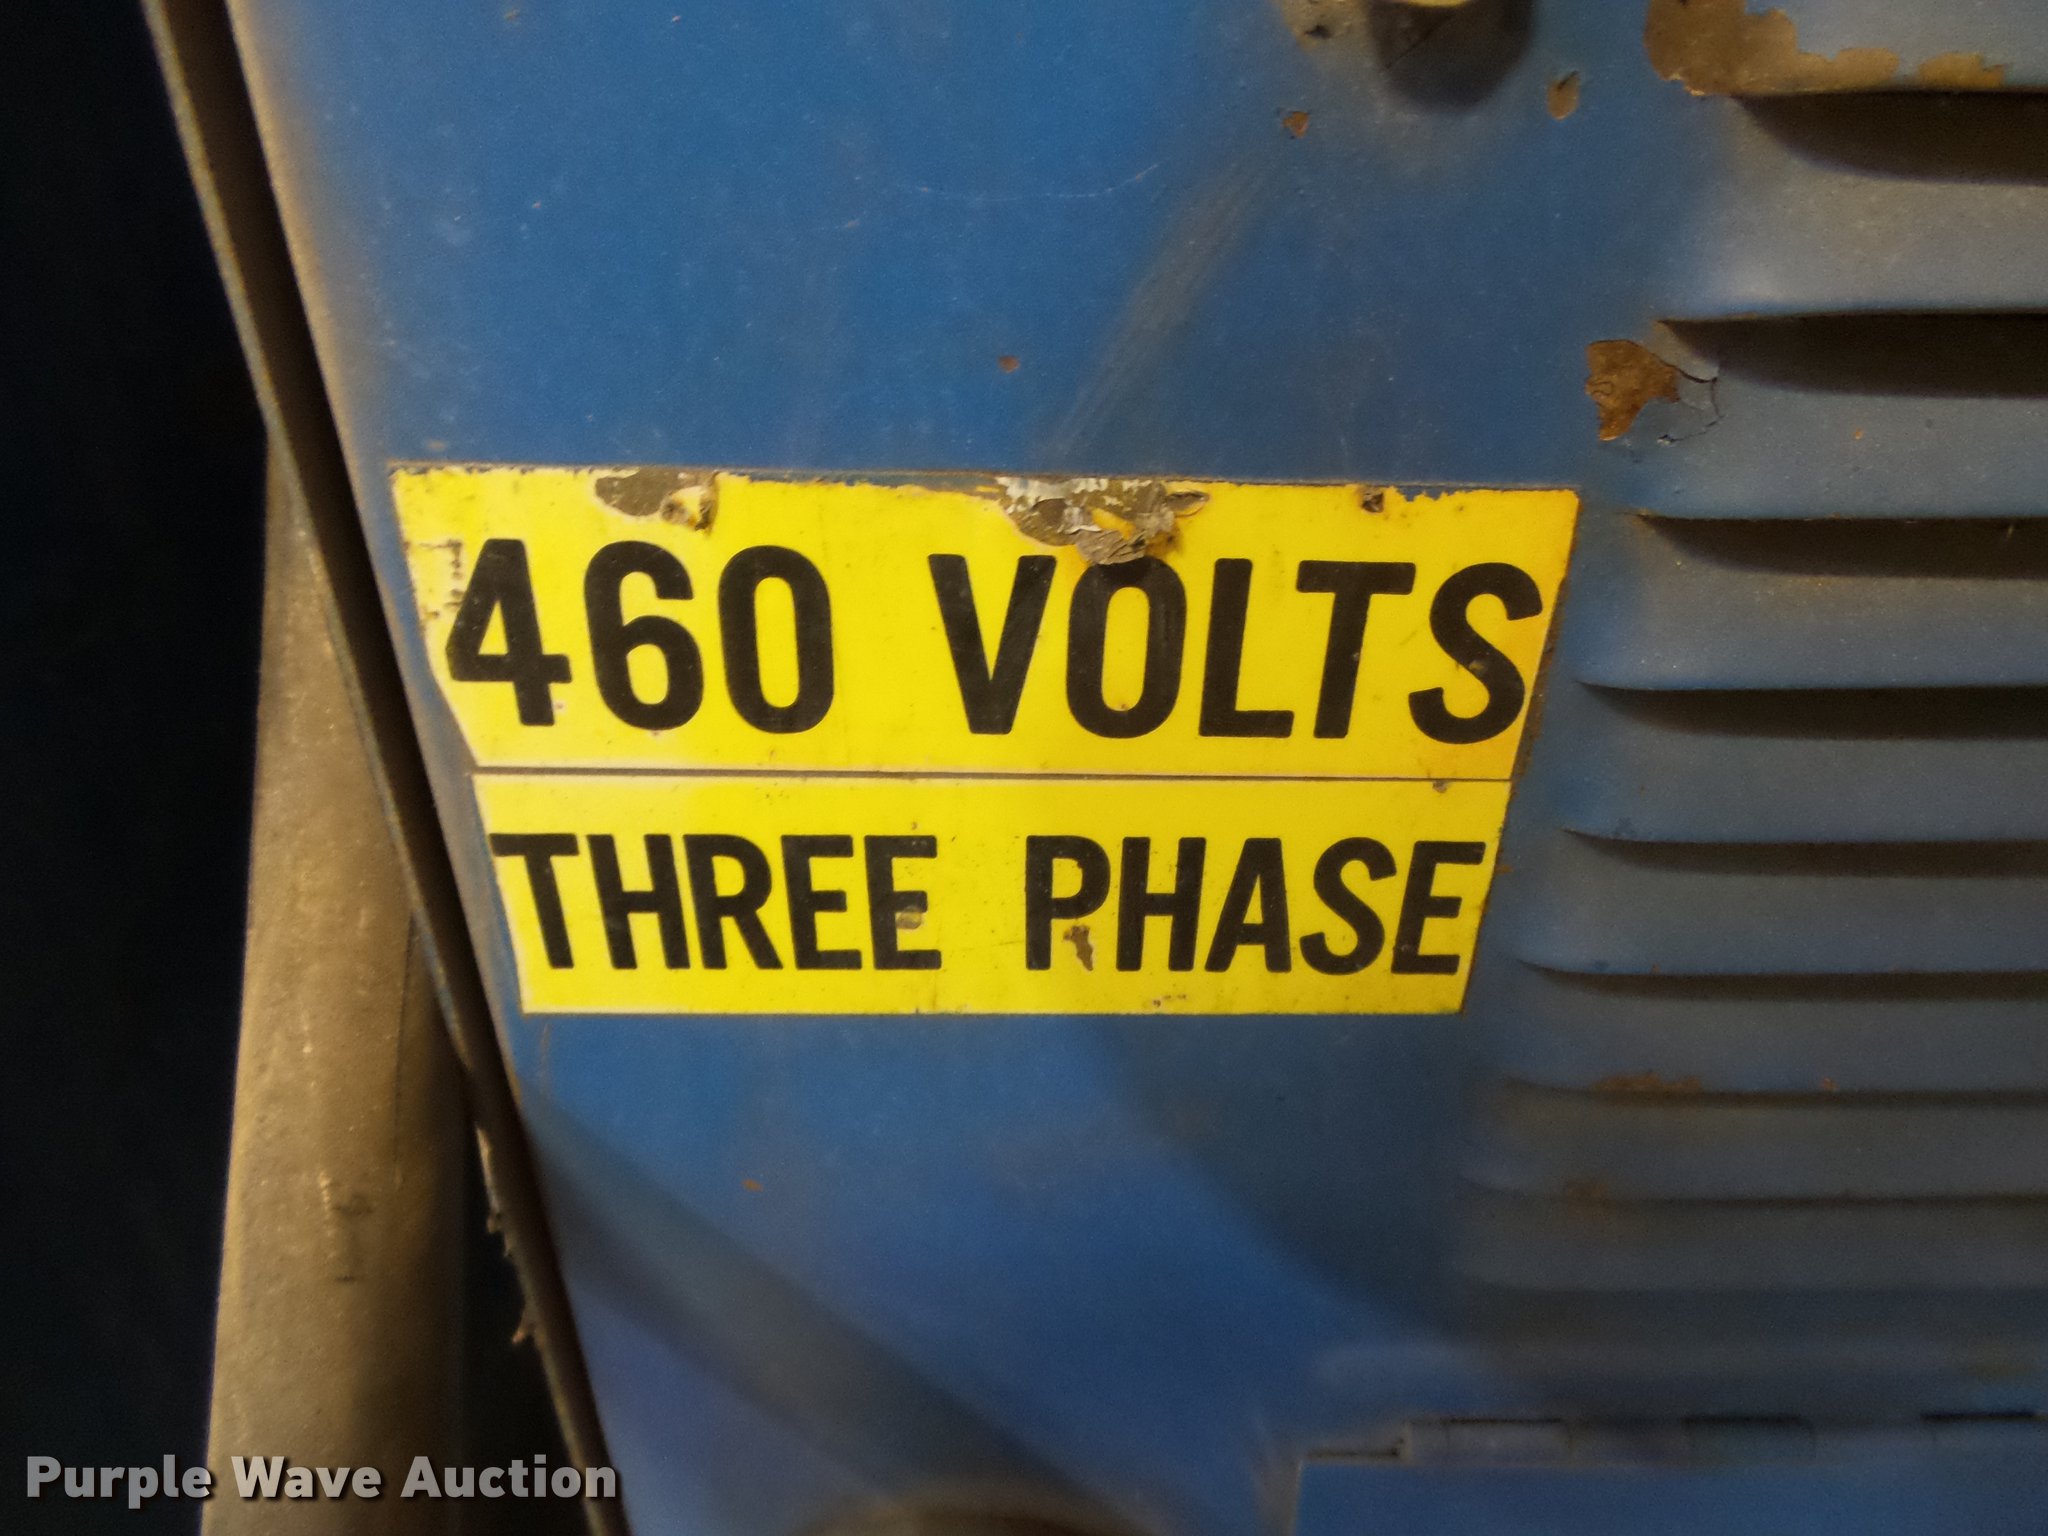 460 VOLTS
THREE PHASE
Purple Wave Auction